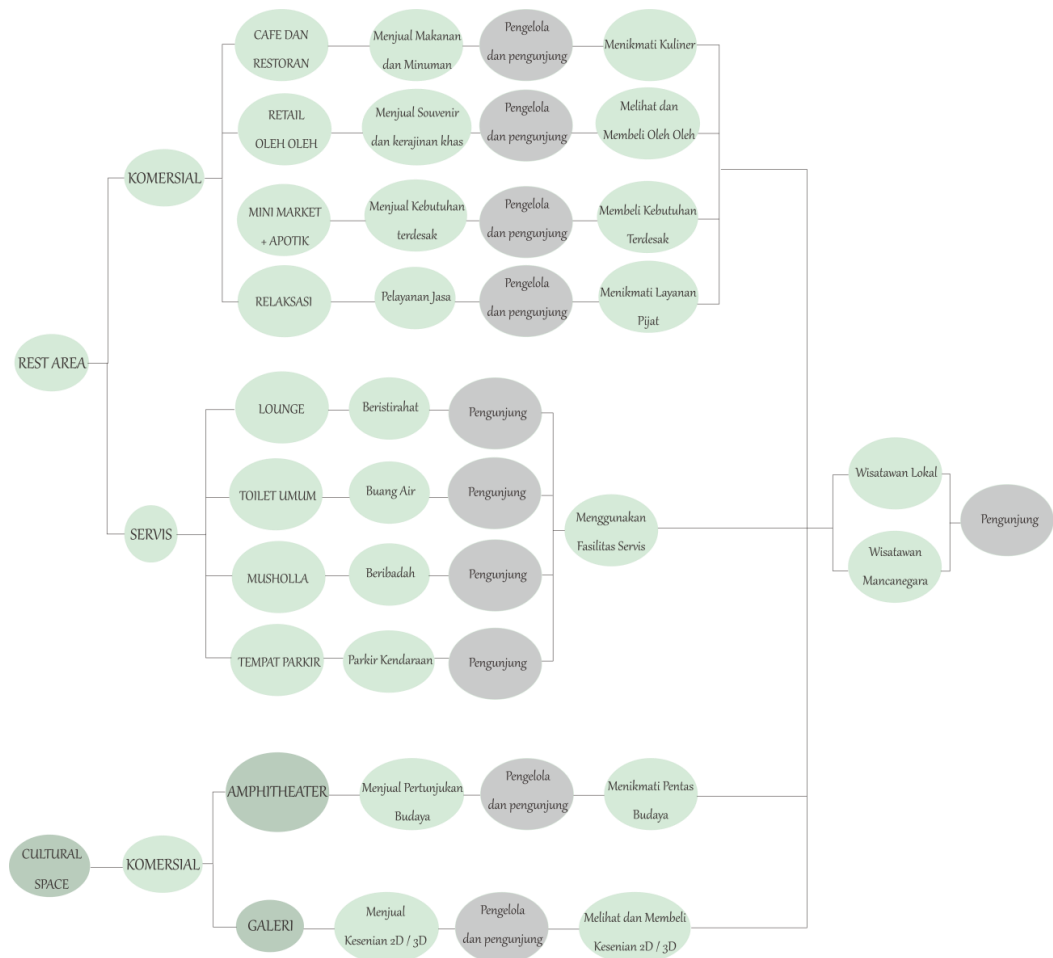 CAFE DAN
RESTORAN
Menjual Makanan
dan Minuman
Pengelola
dan pengunjung
Menikmati Kuliner
RETAIL
OLEH OLEH
Menjual Souvenir
dan kerajinan khas
Pengelola
dan pengunjung
Melihat dan
Membeli Oleh Oleh
KOMERSIAL
MINI MARKET
+ APOTIK
Menjual Kebutuhan
terdesak
Pengelola
dan pengunjung
Membeli Kebutuhan
Terdesak
RELAKSASI
Pelayanan Jasa
Pengelola
dan pengunjung
Menikmati Layanan
Pijat
REST AREA
LOUNGE
Beristirahat
Pengunjung
TOILET UMUM
Buang Air
Pengunjung
SERVIS
MUSHOLLA
Beribadah
Pengunjung
TEMPAT PARKIR
Parkir Kendaraan
Pengunjung
Menggunakan
Fasilitas Servis
Wisatawan Lokal
Wisatawan
Mancanegara
Pengunjung
AMPHITHEATER
Menjual Pertunjukan
Budaya
Pengelola
dan pengunjung
Menikmati Pentas
Budaya
CULTURAL
SPACE
KOMERSIAL
GALERI
Menjual
Kesenian 2D / 3D
Pengelola
dan pengunjung
Melihat dan Membeli
Kesenian 2D / 3D